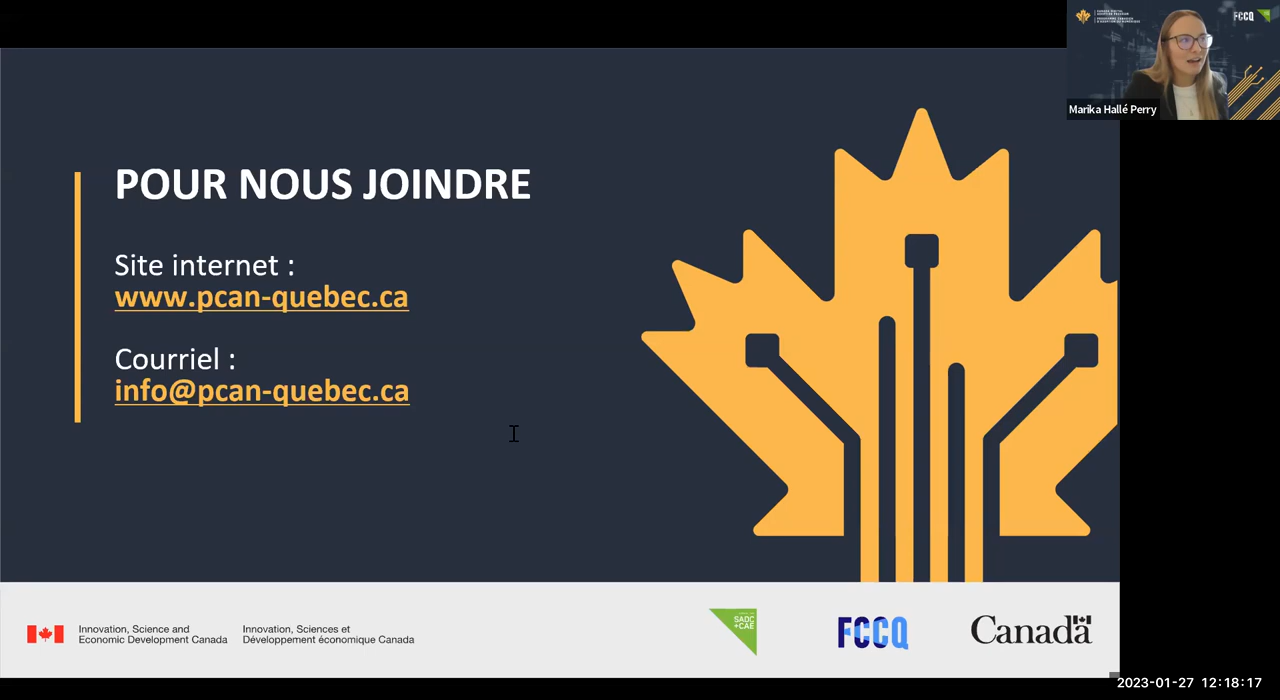 POUR NOUS JOINDRE
Site internet :
www.pcan-quebec.ca
Courriel :
info@pcan-quebec.ca
FCCQ
Marika Hallé Perry
Innovation, Science and
Economic Development Canada
Innovation, Sciences et
Développement économique Canada
SADC
+CAE
FCCQ
Canada
2023-01-27 12:18:17